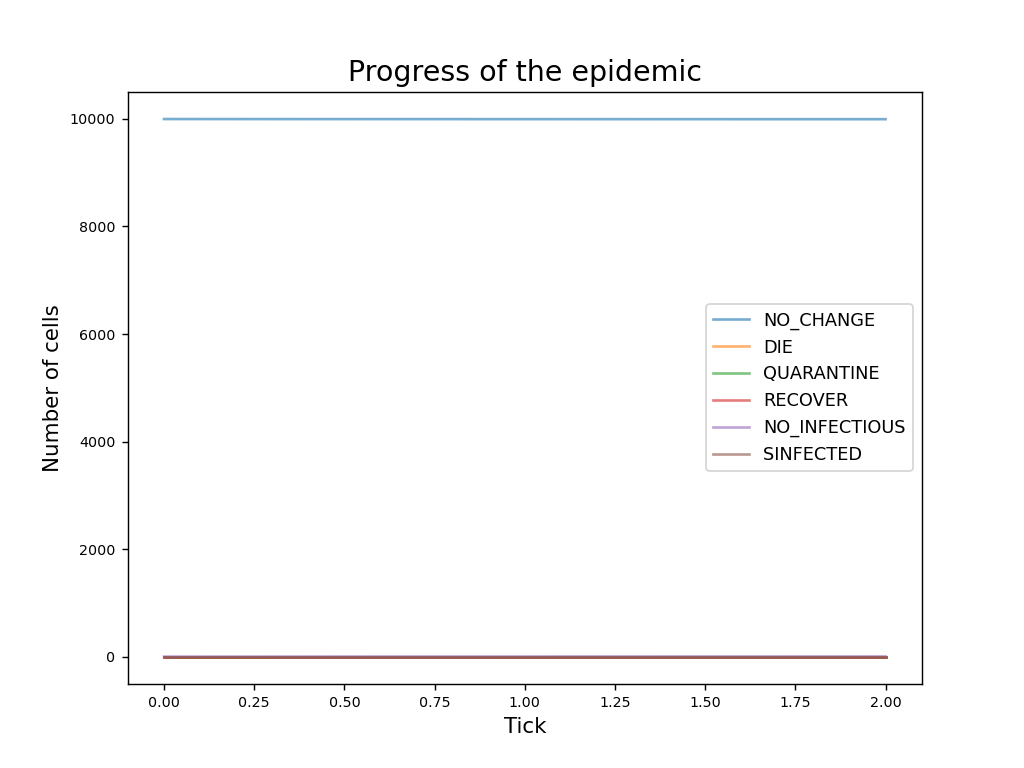 Progress of the epidemic
Number of cells
10000
8000
6000
4000
2000
0
NO_CHANGE
DIE
QUARANTINE
RECOVER
NO_INFECTIOUS
SINFECTED
0.00 0.25 0.50 0.75 1.00 1.25 1.50 1.75 2.00
Tick